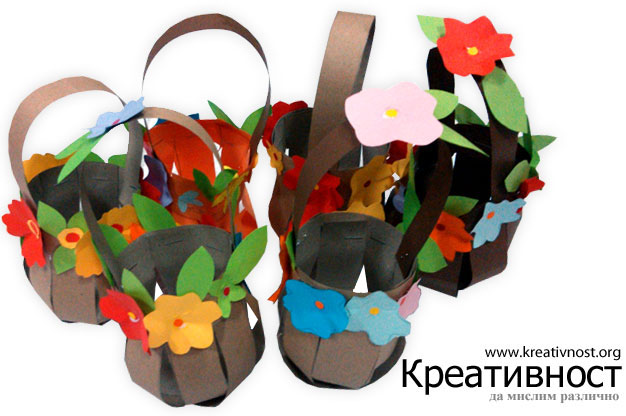 www.kreativnost.org
Креативност
да мислим различно